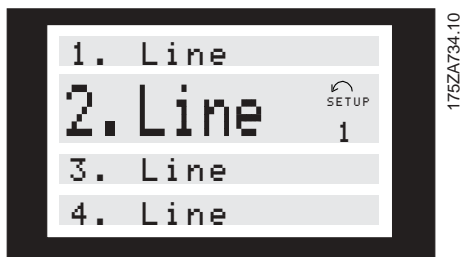 1. Line
2. Line
SETUP
1
3. Line
4. Line
175ZA734.10